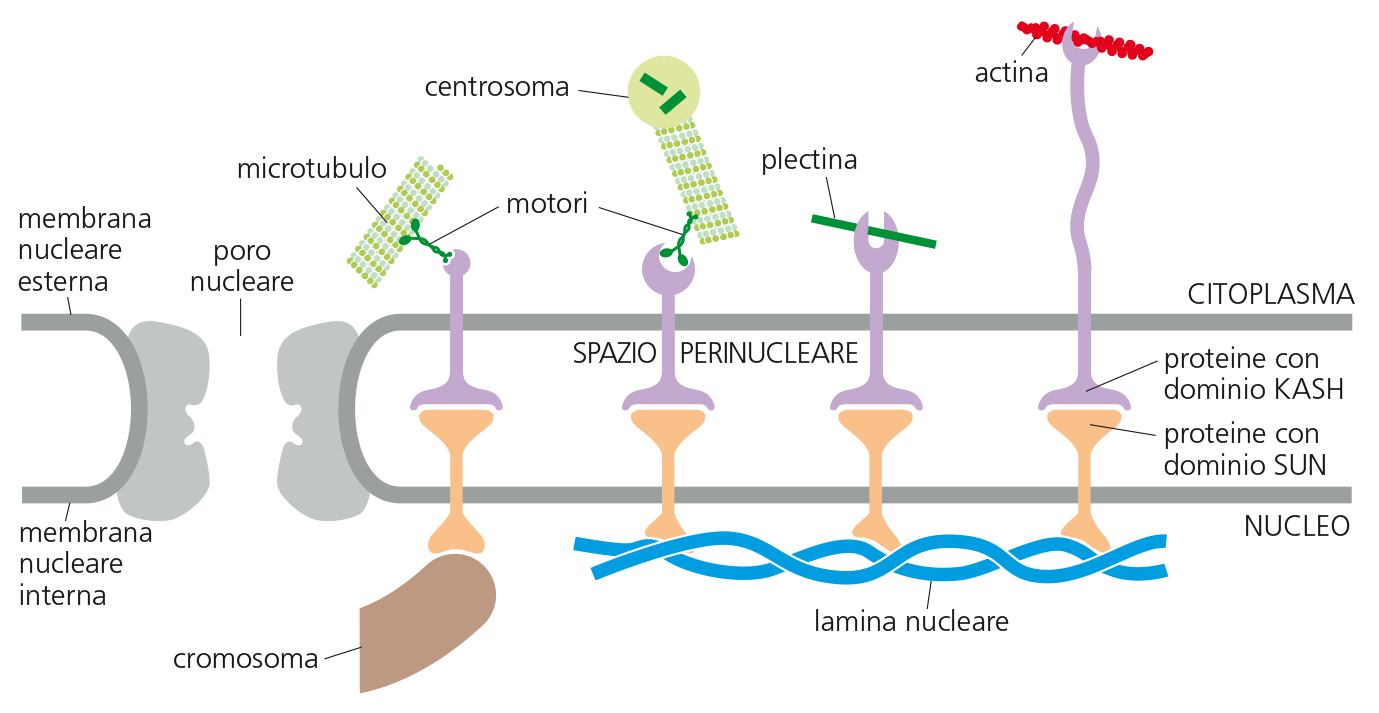 actina
centrosoma
plectina
microtubulo
motori
membrana
nucleare
esterna
poro
nucleare
CITOPLASMA
SPAZIO PERINUCLEARE
proteine con
dominio KASH
proteine con
dominio SUN
NUCLEO
membrana
nucleare
interna
lamina nucleare
cromosoma